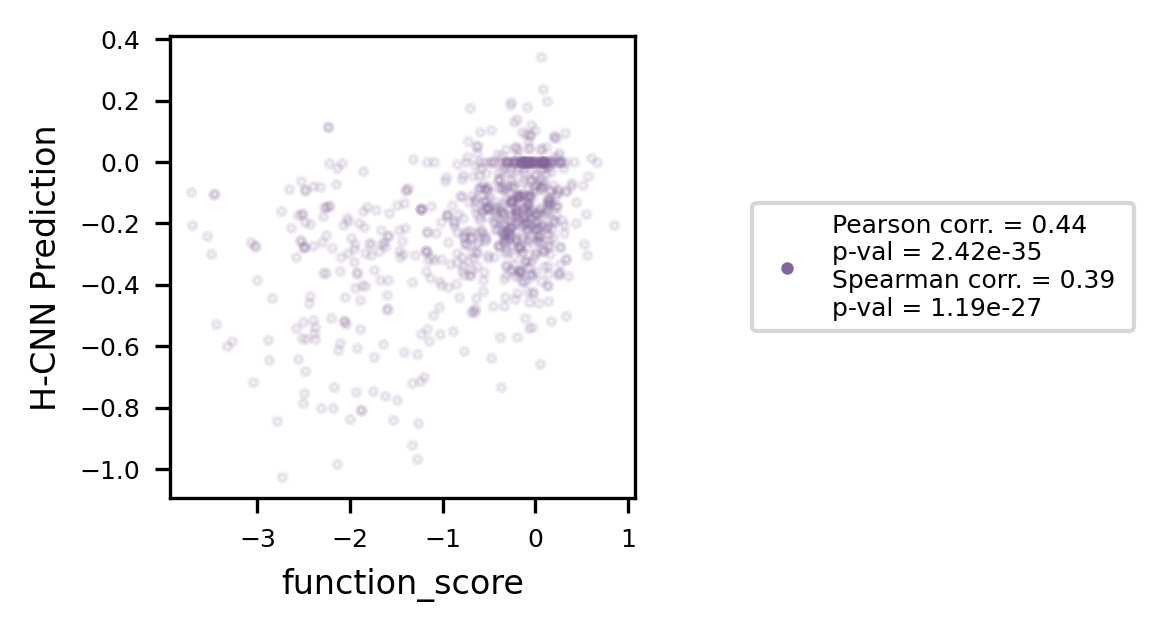 H-CNN Prediction
0.4
0.2
0.0
−0.2
−0.4
−0.6
−0.8
−1.0
−3
−2
−1
0
1
function_score
Pearson corr. = 0.44
p-val = 2.42e-35
Spearman corr. = 0.39
p-val = 1.19e-27